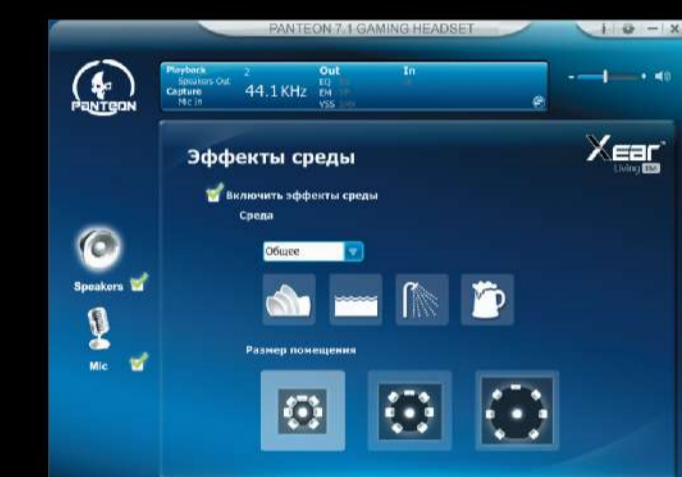 PANTEON 7.1 GAMING HEADSET
PANTEON
Playback 2
Speakers Out
Capture
Mic In
44.1 KHz
Out In
EQ
EM
VSS
Xear
Living
Эффекты среды
Включить эффекты среды
Среда
Общее
Speakers
Mic
Размер помещения